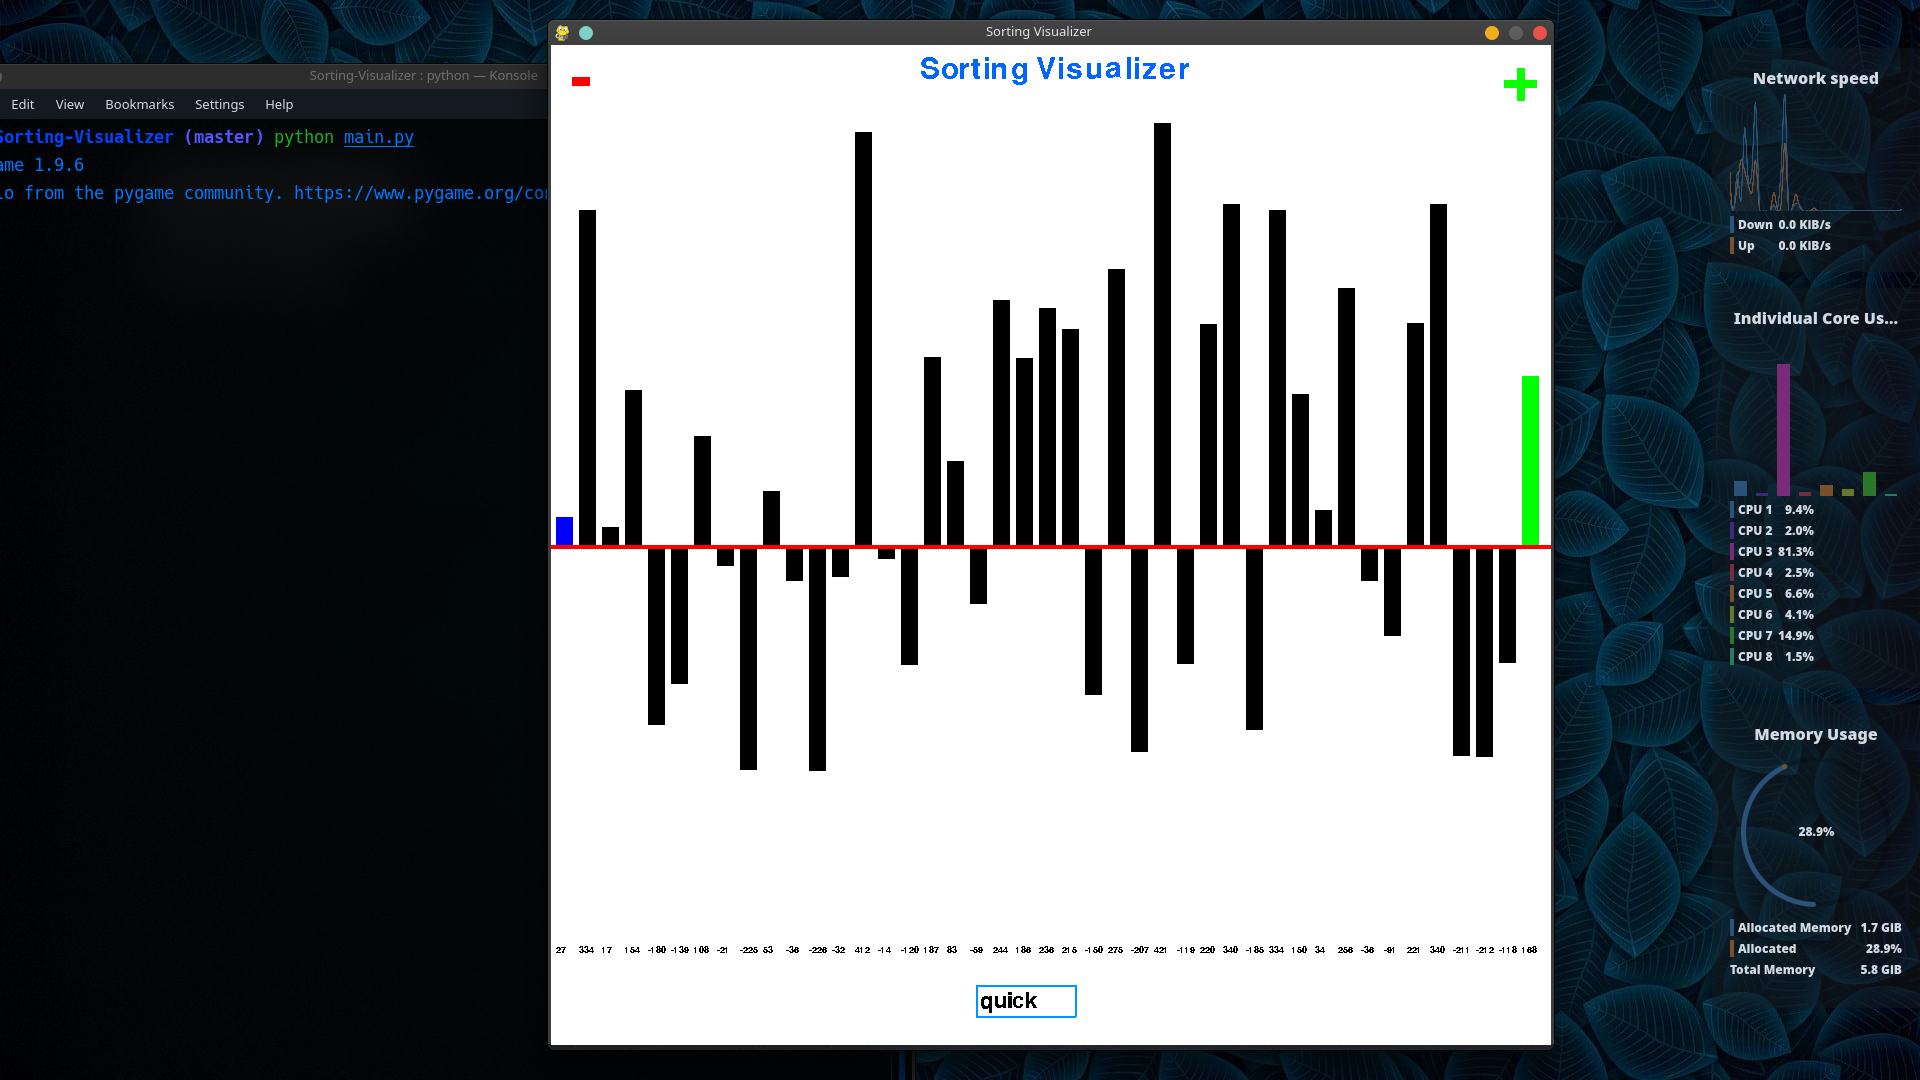 Sorting-Visualizer : python — Konsole
Edit View Bookmarks Settings Help
Sorting-Visualizer (master) python main.py
ame 1.9.6
lo from the pygame community. https://www.pygame.org/co
Sorting Visualizer
Sorting Visualizer
27 334 17 154 -180 -139 108 -21 -225 53 -36 -226 -32 412 -14 -120 187 83 -59 244 186 236 215 -150 275 -207 421 -119 220 340 -185 334 150 34 256 -36 -91 221 340 -211 -212 -118 168
quick
Network speed
Down 0.0 KiB/s
Up 0.0 KiB/s
Individual Core Us...
CPU 1 9.4%
CPU 2 2.0%
CPU 3 81.3%
CPU 4 2.5%
CPU 5 6.6%
CPU 6 4.1%
CPU 7 14.9%
CPU 8 1.5%
Memory Usage
28.9%
Allocated Memory 1.7 GiB
Allocated 28.9%
Total Memory 5.8 GiB